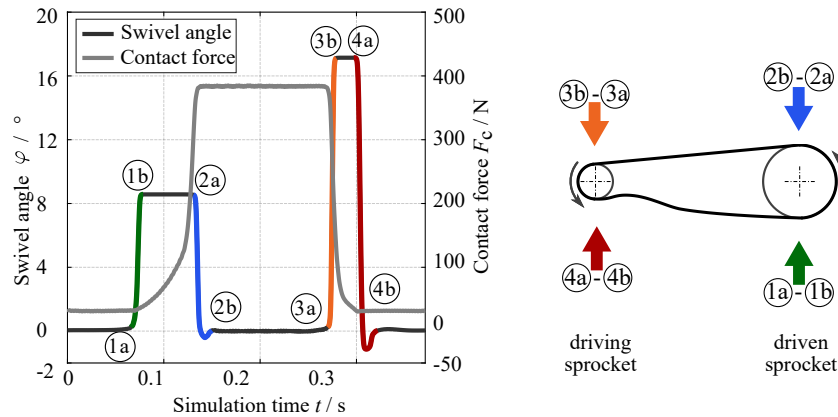 20
16
12
8
4
0
-2
Swivel angle φ / °
Swivel angle
Contact force
1b
2a
3b
4a
1a
2b
3a
4b
0
0.1
0.2
0.3
Simulation time t / s
500
400
300
200
100
0
-50
Contact force Fc / N
3b - 3a
2b - 2a
4a - 4b
1a - 1b
driving
sprocket
driven
sprocket